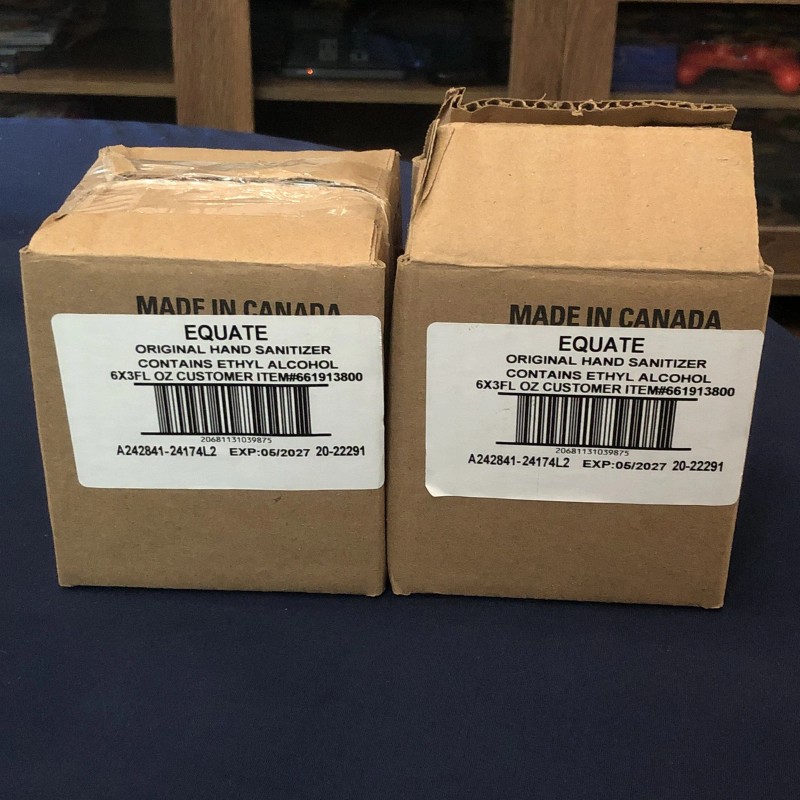 MADE IN CANADA
EQUATE
ORIGINAL HAND SANITIZER
CONTAINS ETHYL ALCOHOL
6X3FL OZ CUSTOMER ITEM#661913800
20681131039875
A242841-24174L2 EXP:05/2027 20-22291
MADE IN CANADA
EQUATE
ORIGINAL HAND SANITIZER
CONTAINS ETHYL ALCOHOL
6X3FL OZ CUSTOMER ITEM#661913800
20681131039875
A242841-24174L2 EXP:05/2027 20-22291